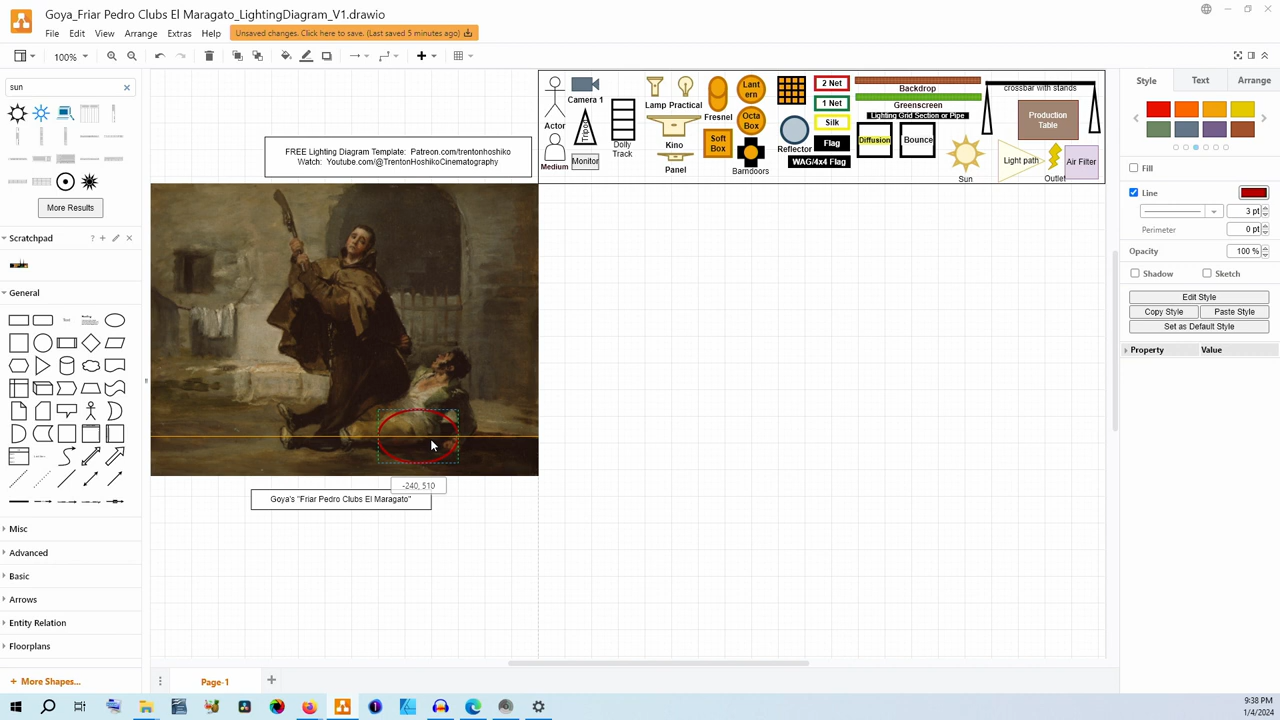 Goya_Friar Pedro Clubs El Maragato_LightingDiagram_V1.drawio
File Edit View Arrange Extras Help
Unsaved changes. Click here to save. (Last saved 5 minutes ago)
100%
sun
More Results
Scratchpad
General
Text
Misc
Advanced
Basic
Arrows
Entity Relation
Floorplans
+ More Shapes...
FREE Lighting Diagram Template: Patreon.com/trentonhoshiko
Watch: Youtube.com/@TrentonHoshikoCinematography
Actor
Medium
Camera 1
Tripod
Monitor
Dolly
Track
Lamp
Practical
Kino
Panel
Fresnel
Soft
Box
Lant
ern
Octa
Box
Barndoors
Reflector
2 Net
1 Net
Silk
Flag
WAG/4x4 Flag
Backdrop
Greenscreen
Lighting Grid Section or Pipe
Diffusion
Bounce
Sun
crossbar with stands
Production
Table
Light path
Outlet
Air Filter
-240, 510
Goya's "Friar Pedro Clubs El Maragato"
Page-1
Style
Text
Arrange
Fill
Line
3 pt
Perimeter
0 pt
Opacity
100 %
Shadow
Sketch
Edit Style
Copy Style
Paste Style
Set as Default Style
Property
Value
9:38 PM
1/4/2024